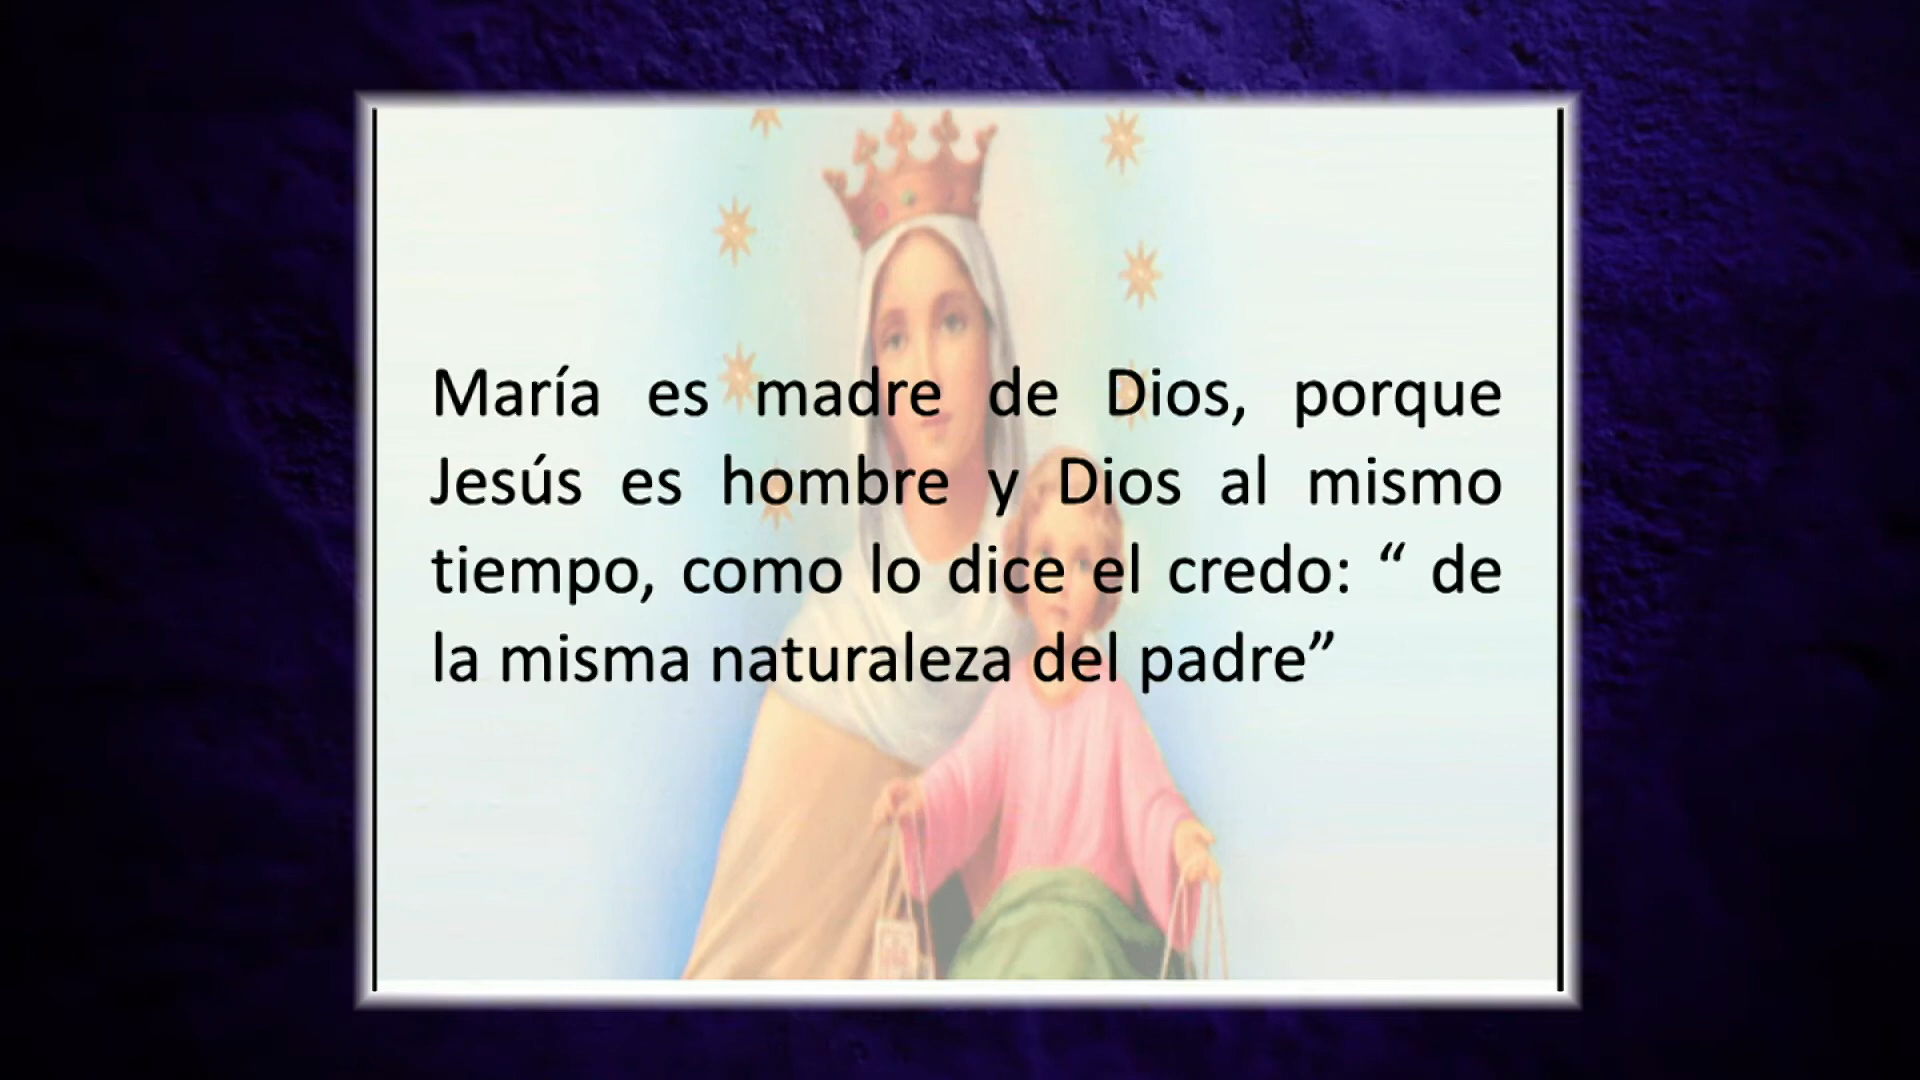 María es madre de Dios, porque
Jesús es hombre y Dios al mismo
tiempo, como lo dice el credo: “ de
la misma naturaleza del padre”